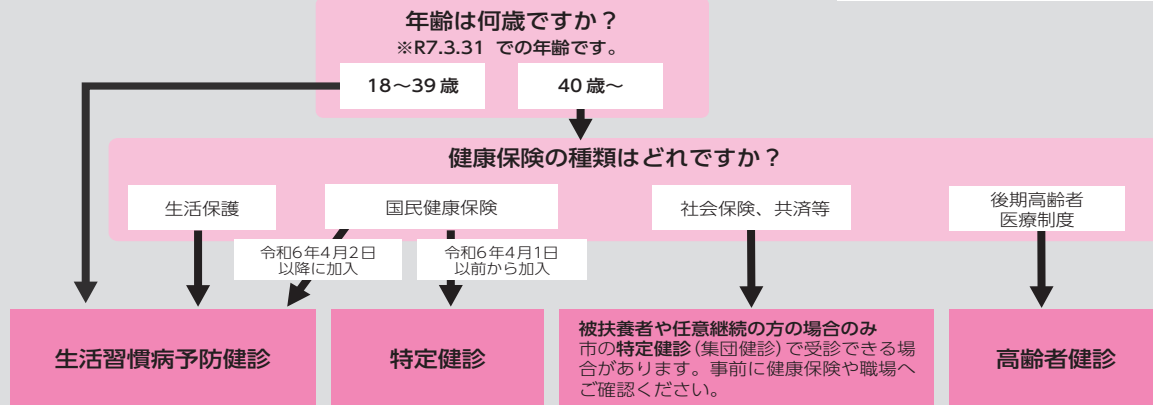 年齢は何歳ですか？
※R7.3.31 での年齢です。
18～39歳
40歳～
健康保険の種類はどれですか？
生活保護
国民健康保険
社会保険、共済等
後期高齢者
医療制度
令和6年4月2日
以降に加入
令和6年4月1日
以前から加入
生活習慣病予防健診
特定健診
被扶養者や任意継続の方の場合のみ
市の特定健診（集団健診）で受診できる場
合があります。事前に健康保険や職場へ
ご確認ください。
高齢者健診